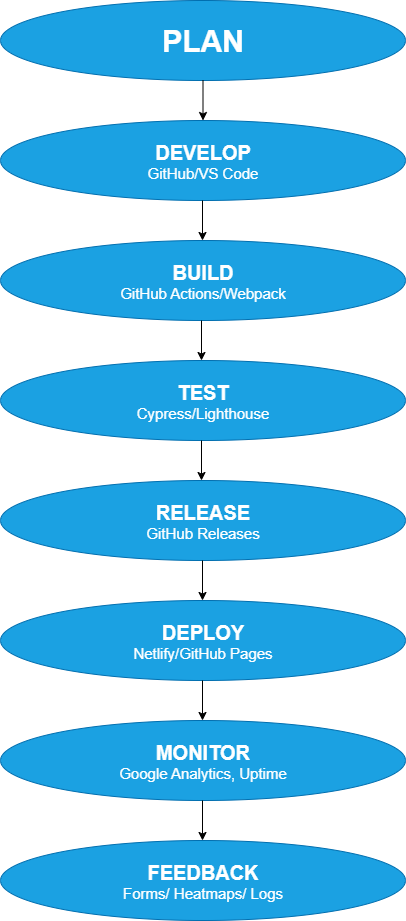 PLAN
DEVELOP
GitHub/VS Code
BUILD
GitHub Actions/Webpack
TEST
Cypress/Lighthouse
RELEASE
GitHub Releases
DEPLOY
Netlify/GitHub Pages
MONITOR
Google Analytics, Uptime
FEEDBACK
Forms/ Heatmaps/ Logs